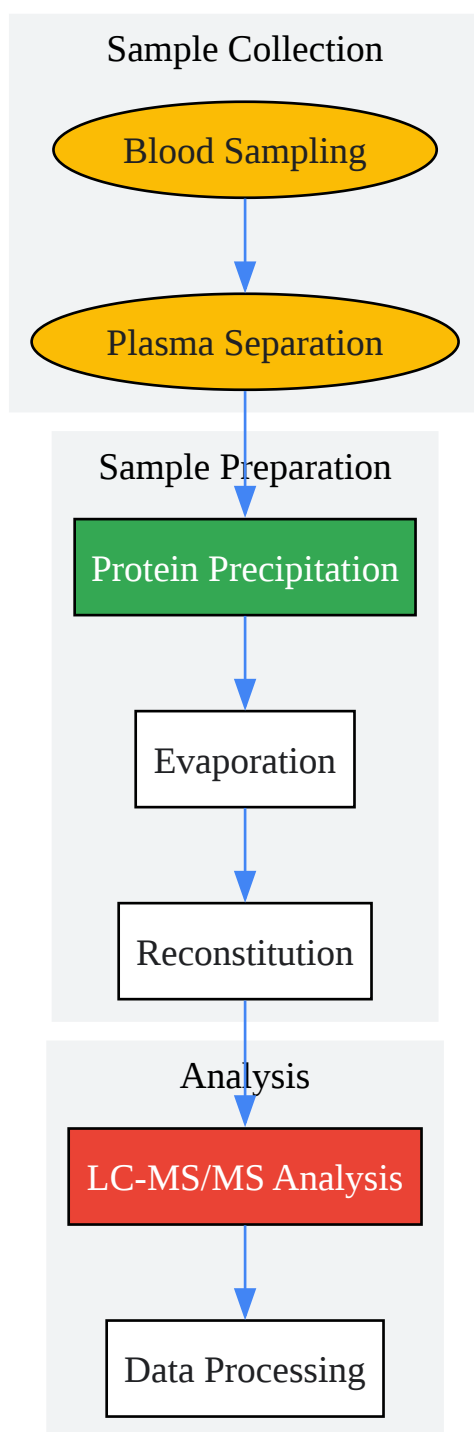 Sample Collection
Blood Sampling
Plasma Separation
Sample Preparation
Protein Precipitation
Evaporation
Reconstitution
Analysis
LC-MS/MS Analysis
Data Processing